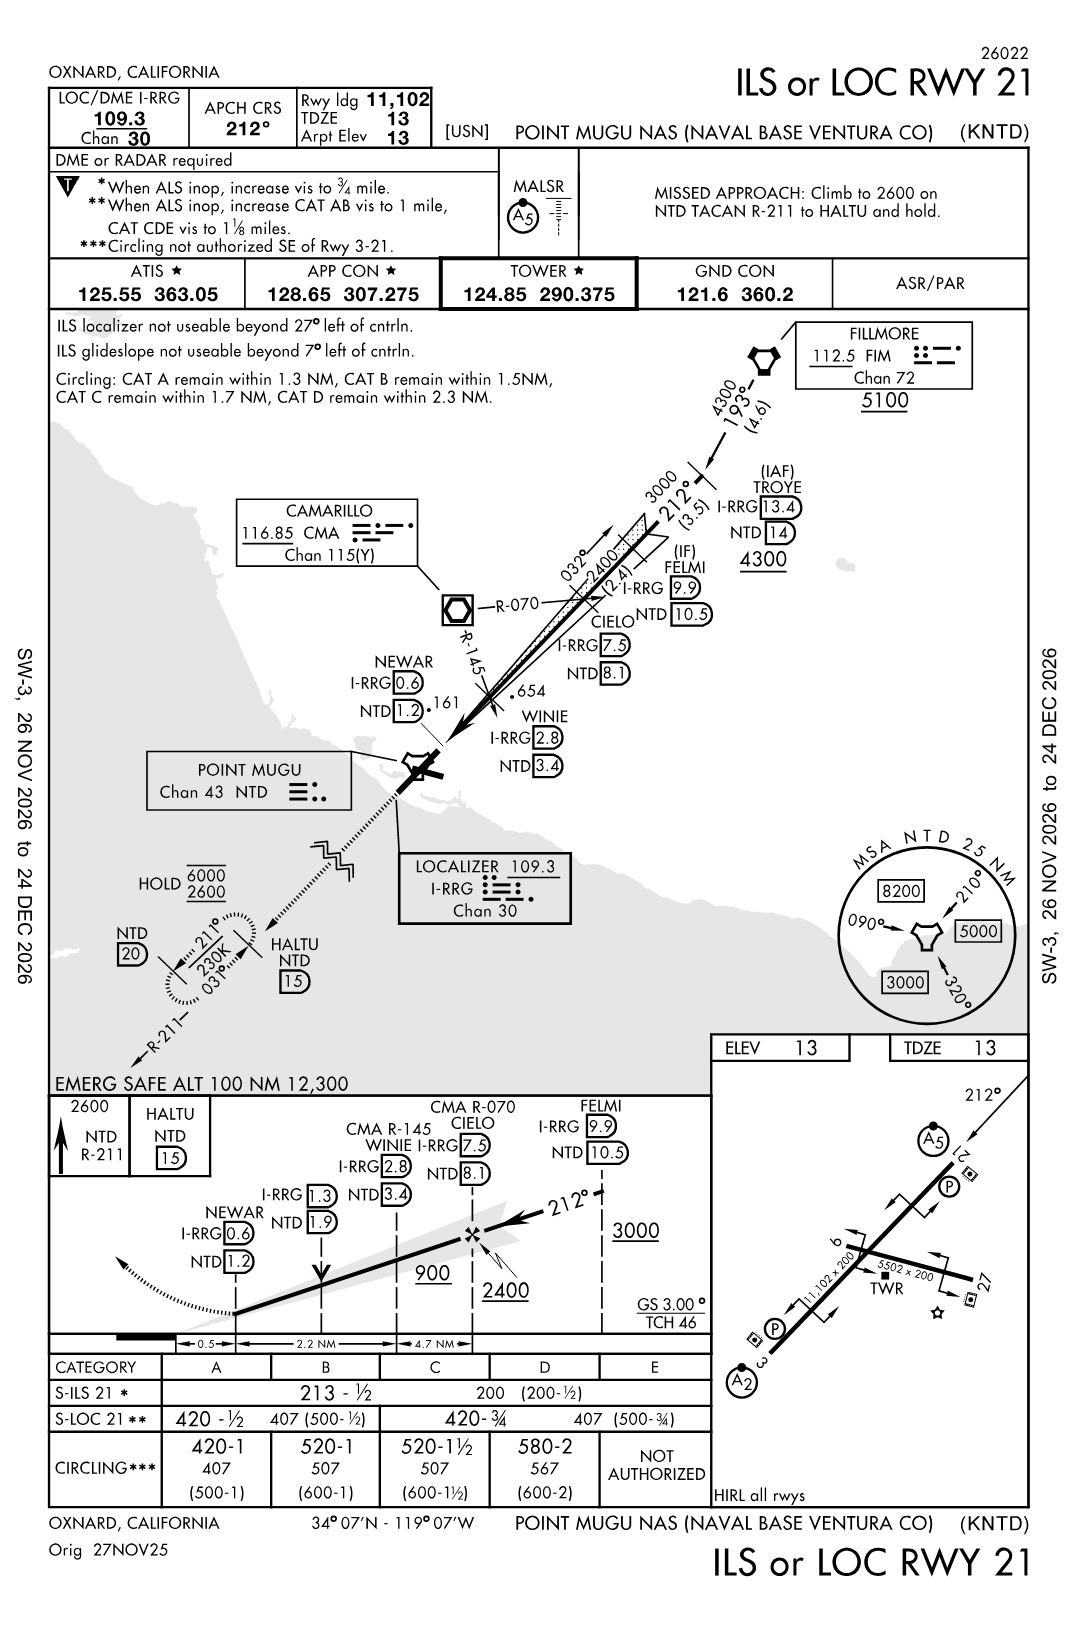 26022
OXNARD, CALIFORNIA
ILS or LOC RWY 21
LOC/DME I-RRG
109.3
Chan 30
APCH CRS
212°
Rwy ldg 11,102
TDZE 13
Arpt Elev 13
[USN]
POINT MUGU NAS (NAVAL BASE VENTURA CO) (KNTD)
DME or RADAR required
T
*When ALS inop, increase vis to ¾ mile.
**When ALS inop, increase CAT AB vis to 1 mile,
CAT CDE vis to 1⅛ miles.
***Circling not authorized SE of Rwy 3-21.
MALSR
A5
MISSED APPROACH: Climb to 2600 on
NTD TACAN R-211 to HALTU and hold.
ATIS ★
125.55 363.05
APP CON ★
128.65 307.275
TOWER ★
124.85 290.375
GND CON
121.6 360.2
ASR/PAR
ILS localizer not useable beyond 27° left of cntrln.
ILS glideslope not useable beyond 7° left of cntrln.
Circling: CAT A remain within 1.3 NM, CAT B remain within 1.5NM,
CAT C remain within 1.7 NM, CAT D remain within 2.3 NM.
FILLMORE
112.5 FIM
Chan 72
5100
4300
193°
(4.6)
(IAF)
TROYE
I-RRG 13.4
NTD 14
4300
3000
212°
(3.5)
CAMARILLO
116.85 CMA
Chan 115(Y)
032°
2400
(2.4)
(IF)
FELMI
I-RRG 9.9
NTD 10.5
R-070
CIELO
I-RRG 7.5
NTD 8.1
R-145
NEWAR
I-RRG 0.6
NTD 1.2
161
654
WINIE
I-RRG 2.8
NTD 3.4
POINT MUGU
Chan 43 NTD
LOCALIZER 109.3
I-RRG
Chan 30
HOLD 6000
2600
NTD
20
211°
230K
031°
HALTU
NTD
15
R-211
MSA NTD 25 NM
8200
210°
090°
5000
3000
320°
EMERG SAFE ALT 100 NM 12,300
SW-3, 26 NOV 2026 to 24 DEC 2026
SW-3, 26 NOV 2026 to 24 DEC 2026
ELEV 13
TDZE 13
212°
A5
21
P
9
5502 x 200
27
TWR
11,102 x 200
P
3
A2
HIRL all rwys
2600
NTD
R-211
HALTU
NTD
15
NEWAR
I-RRG 0.6
NTD 1.2
I-RRG 1.3
NTD 1.9
CMA R-145
WINIE
I-RRG 2.8
NTD 3.4
CMA R-070
CIELO
I-RRG 7.5
NTD 8.1
FELMI
I-RRG 9.9
NTD 10.5
212°
3000
900
2400
GS 3.00°
TCH 46
0.5
2.2 NM
4.7 NM
CATEGORY A B C D E
S-ILS 21 * 213 - ½ 200 (200-½)
S-LOC 21 ** 420 -½ 407 (500-½) 420-¾ 407 (500-¾)
CIRCLING***
420-1
407
(500-1)
520-1
507
(600-1)
520-1½
507
(600-1½)
580-2
567
(600-2)
NOT
AUTHORIZED
OXNARD, CALIFORNIA
Orig 27NOV25
34° 07'N - 119° 07'W
POINT MUGU NAS (NAVAL BASE VENTURA CO) (KNTD)
ILS or LOC RWY 21